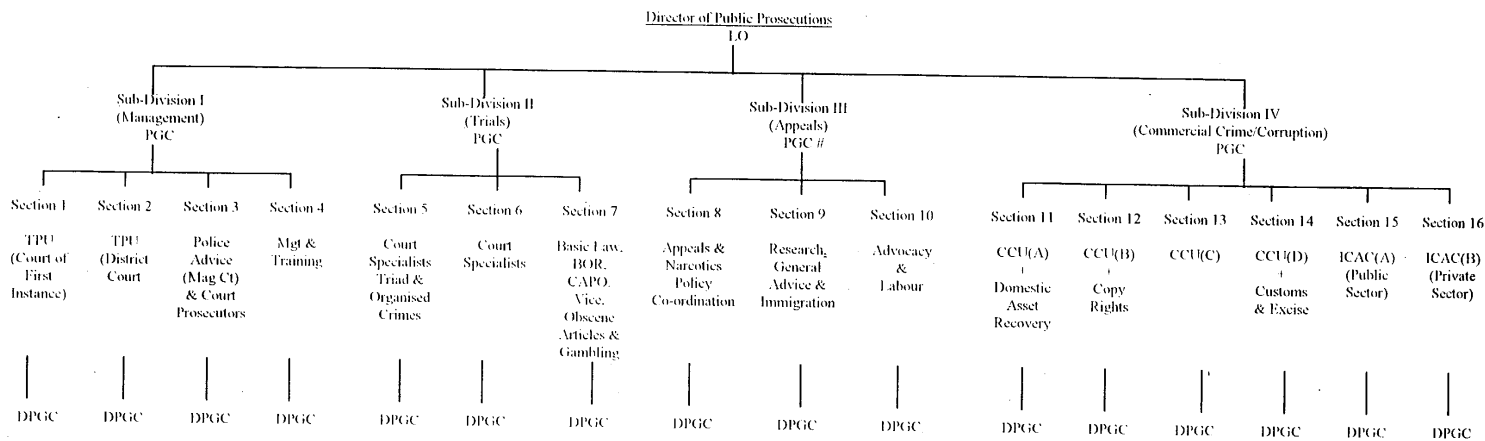 Director of Public Prosecutions
LO
Sub-Division I
(Management)
PGC
Sub-Division II
(Trials)
PGC
Sub-Division III
(Appeals)
PGC #
Sub-Division IV
(Commercial Crime/Corruption)
PGC
Section 1
TPU
(Court of
First
Instance)
DPGC
Section 2
TPU
(District
Court
DPGC
Section 3
Police
Advice
(Mag Ct)
& Court
Prosecutors
DPGC
Section 4
Mgt &
Training
DPGC
Section 5
Court
Specialists
Triad &
Organised
Crimes
DPGC
Section 6
Court
Specialists
DPGC
Section 7
Basic Law,
BOR,
CAPO,
Vice,
Obscene
Articles &
Gambling
DPGC
Section 8
Appeals &
Narcotics
Policy
Co-ordination
DPGC
Section 9
Research,
General
Advice &
Immigration
DPGC
Section 10
Advocacy
&
Labour
DPGC
Section 11
CCU(A)
+
Domestic
Asset
Recovery
DPGC
Section 12
CCU(B)
+
Copy
Rights
DPGC
Section 13
CCU(C)
DPGC
Section 14
CCU(D)
+
Customs
& Excise
DPGC
Section 15
ICAC(A)
(Public
Sector)
DPGC
Section 16
ICAC(B)
(Private
Sector)
DPGC